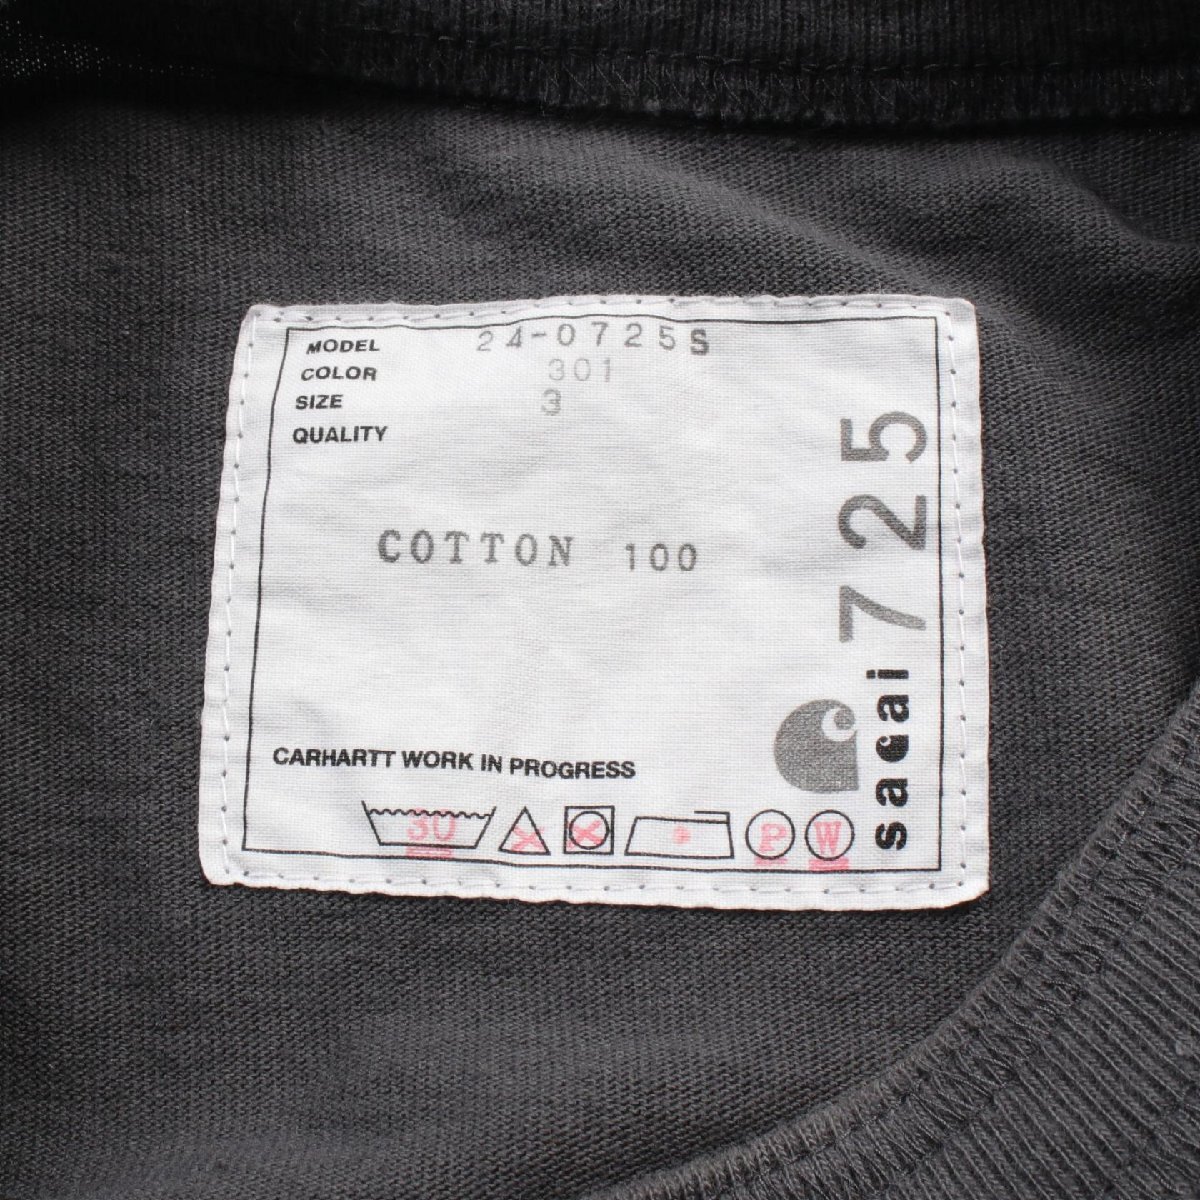 MODEL 24-0725S
COLOR 301
SIZE 3
QUALITY
COTTON 100
CARHARTT WORK IN PROGRESS
30
P
W
sacai 725